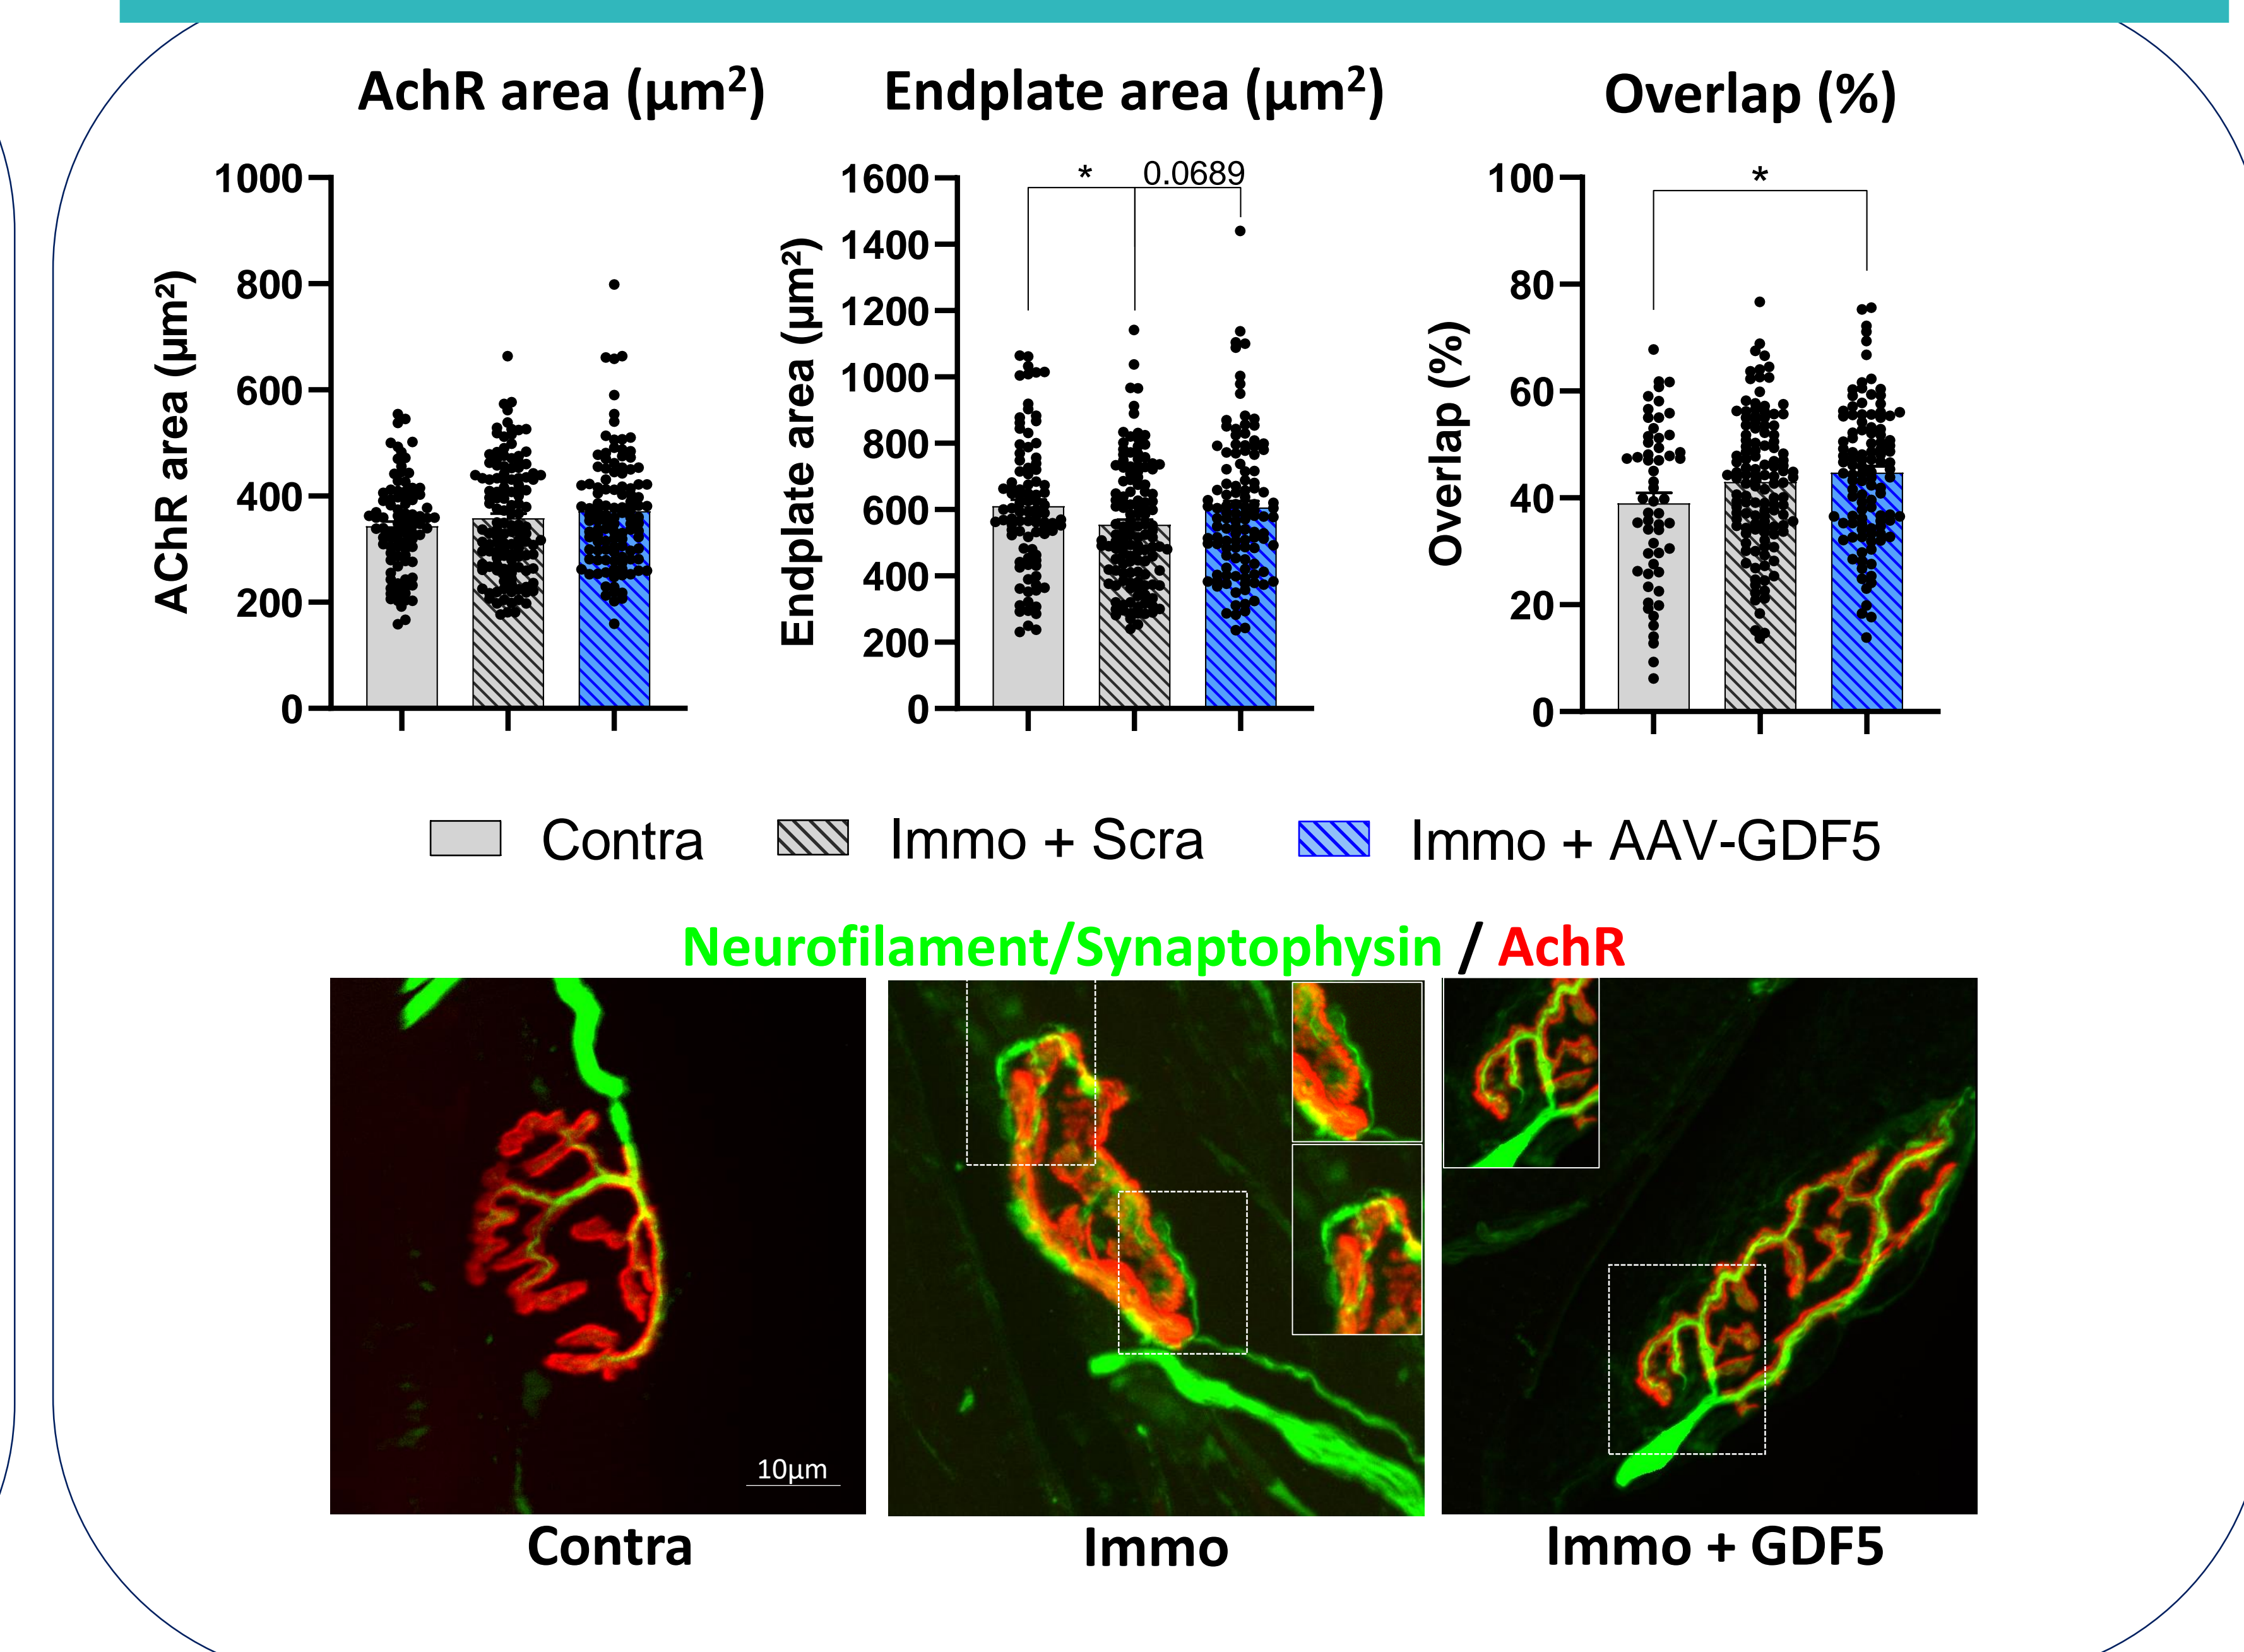 AchR area (µm²)
Endplate area (µm²)
Overlap (%)
AChR area (µm²)
1000
800
600
400
200
0
Endplate area (µm²)
1600
1400
1200
1000
800
600
400
200
0
* 0.0689
Overlap (%)
100
80
60
40
20
0
*
Contra
Immo + Scra
Immo + AAV-GDF5
Neurofilament/Synaptophysin / AchR
10µm
Contra
Immo
Immo + GDF5